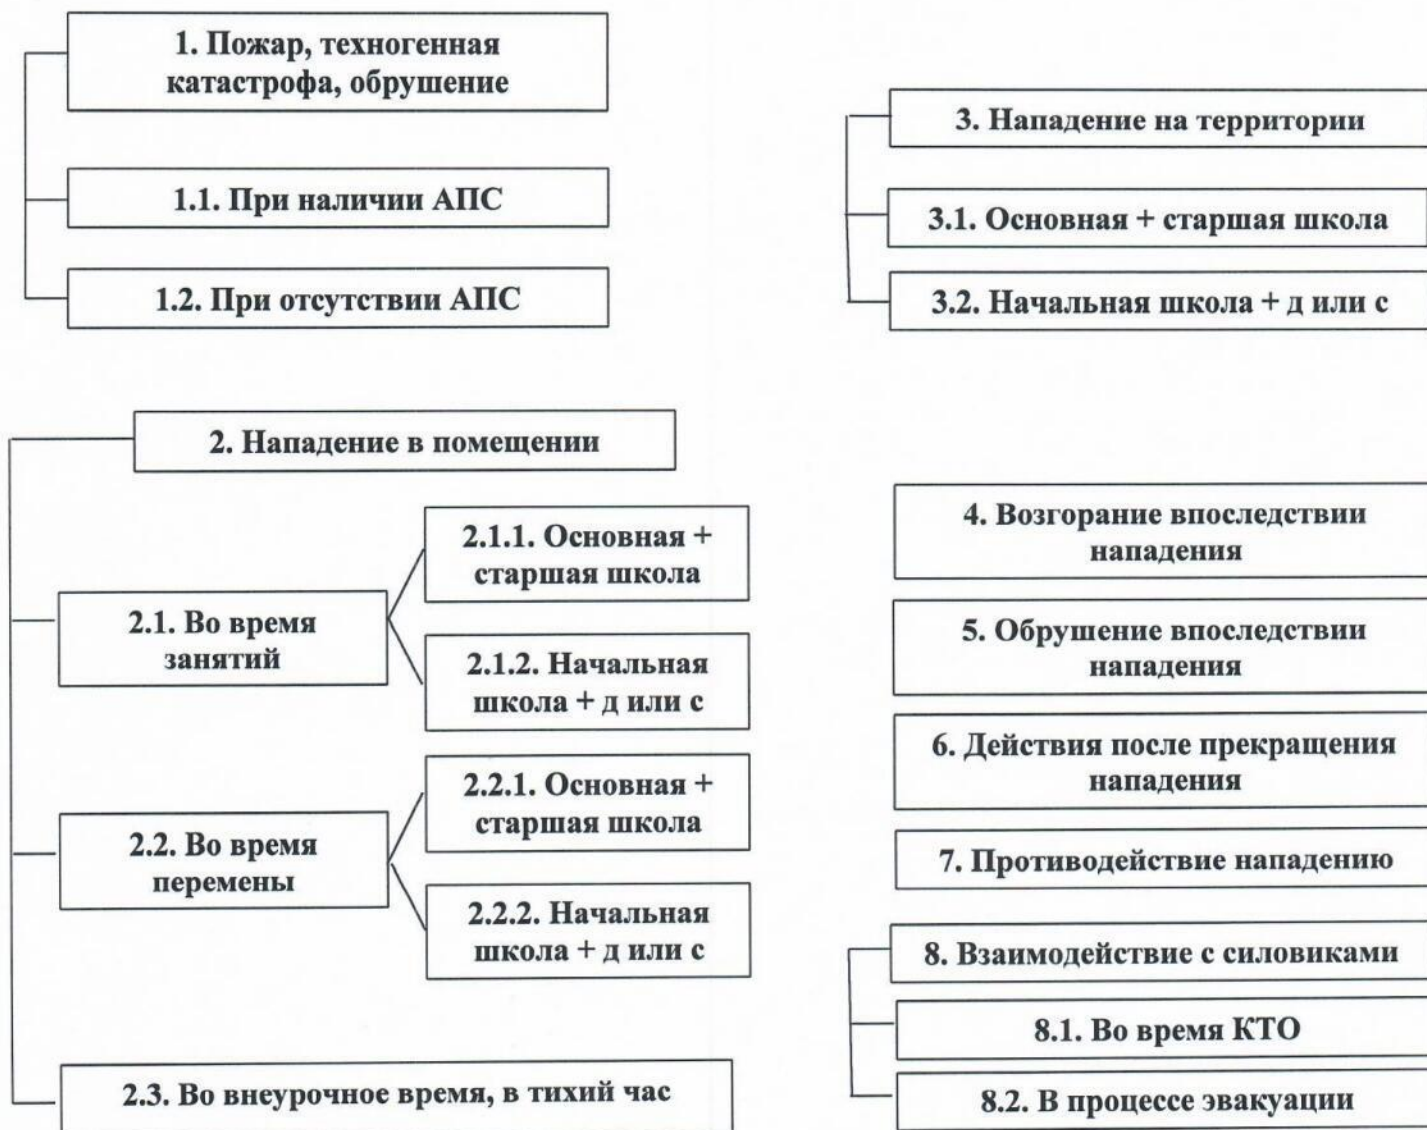 1. Пожар, техногенная
катастрофа, обрушение
1.1. При наличии АПС
1.2. При отсутствии АПС
2. Нападение в помещении
2.1. Во время
занятий
2.1.1. Основная +
старшая школа
2.1.2. Начальная
школа + д или с
2.2. Во время
перемены
2.2.1. Основная +
старшая школа
2.2.2. Начальная
школа + д или с
2.3. Во внеурочное время, в тихий час
3. Нападение на территории
3.1. Основная + старшая школа
3.2. Начальная школа + д или с
4. Возгорание впоследствии
нападения
5. Обрушение впоследствии
нападения
6. Действия после прекращения
нападения
7. Противодействие нападению
8. Взаимодействие с силовиками
8.1. Во время КТО
8.2. В процессе эвакуации